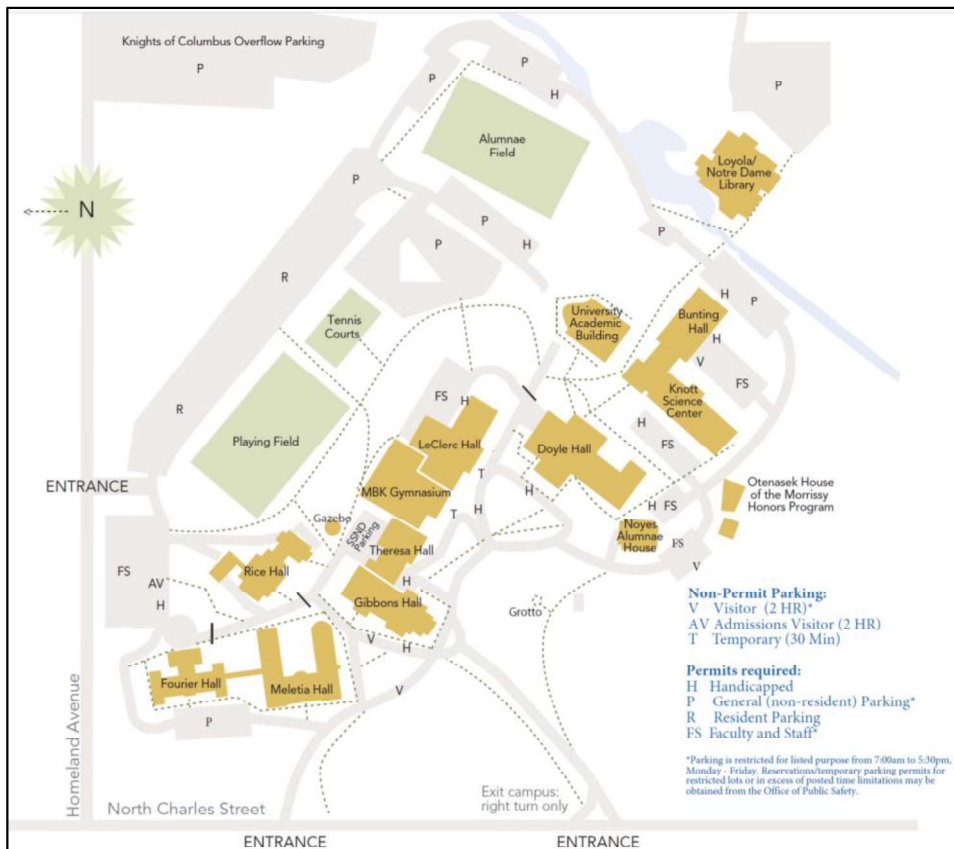 Knights of Columbus Overflow Parking
P
P
P
H
P
Alumnae
Field
Loyola/
Notre Dame
Library
N
P
P
P
H
P
R
H
P
Tennis
Courts
University
Academic
Building
Bunting
Hall
H
V
FS
FS
H
Knott
Science
Center
R
Playing Field
LeClerc Hall
Doyle Hall
H
FS
ENTRANCE
MBK Gymnasium
T
H
T
H
Otenasek House
of the Morrissy
Honors Program
Gazebo
SSND
Parking
Theresa Hall
H
FS
Noyes
Alumnae
House
FS
V
FS
AV
H
Rice Hall
H
Gibbons Hall
Grotto
V
H
V
Fourier Hall
Meletia Hall
P
Non-Permit Parking:
V Visitor (2 HR)*
AV Admissions Visitor (2 HR)
T Temporary (30 Min)
Permits required:
H Handicapped
P General (non-resident) Parking*
R Resident Parking
FS Faculty and Staff*
*Parking is restricted for listed purpose from 7:00am to 5:30pm,
Monday - Friday. Reservations/temporary parking permits for
restricted lots or in excess of posted time limitations may be
obtained from the Office of Public Safety.
Homeland Avenue
Exit campus:
right turn only
North Charles Street
ENTRANCE
ENTRANCE